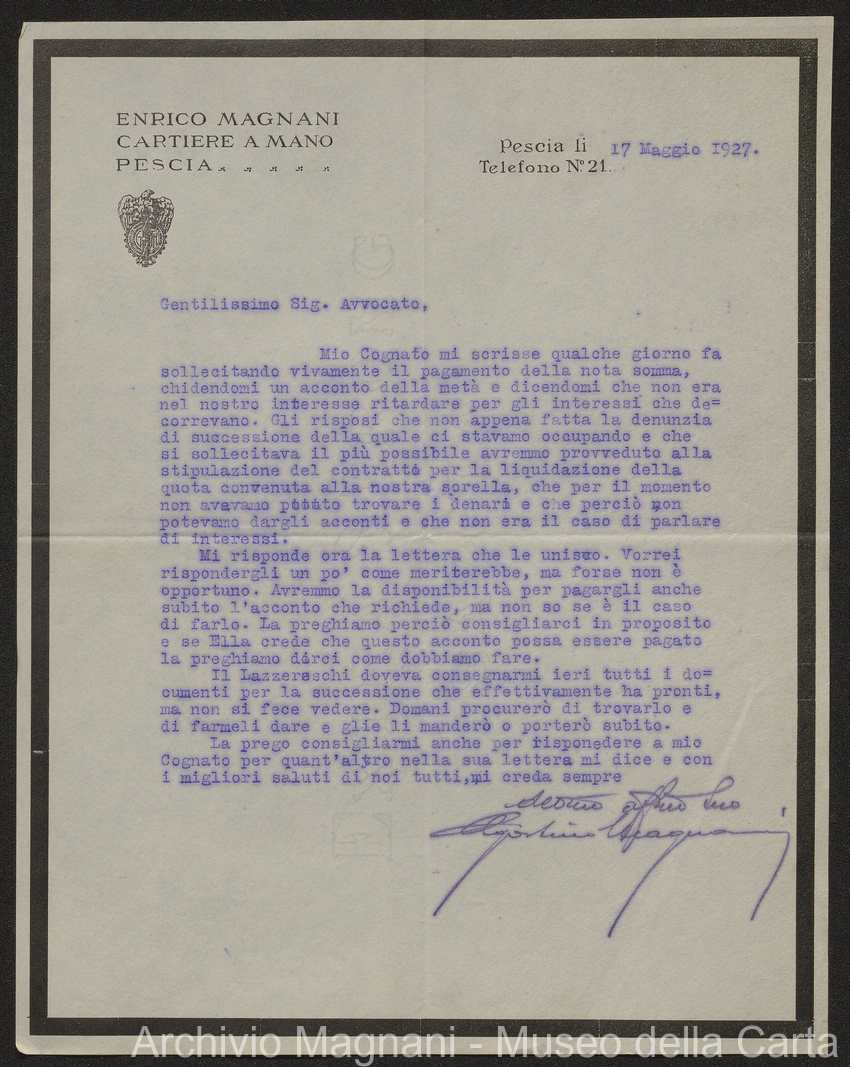 ENRICO MAGNANI
CARTIERE A MANO
PESCIA
Pescia li 17 Maggio 1927.
Telefono N.º 21.
Gentilissimo Sig. Avvocato,
Mio Cognato mi scrisse qualche giorno fa
sollecitando vivamente il pagamento della nota somma,
chidendomi un acconto della metà e dicendomi che non era
nel nostro interesse ritardare per gli interessi che de=
correvano. Gli risposi che non appena fatta la denunzia
di successione della quale ci stavamo occupando e che
si sollecitava il più possibile avremmo provveduto alla
stipulazione del contratto per la liquidazione della
quota convenuta alla nostra sorella, che per il momento
non avavamo potuto trovare i denari e che perciò non
potevamo dargli acconti e che non era il caso di parlare
di interessi.
Mi risponde ora la lettera che le unisco. Vorrei
rispondergli un po' come meriterebbe, ma forse non è
opportuno. Avremmo la disponibilità per pagargli anche
subito l'acconto che richiede, ma non so se è il caso
di farlo. La preghiamo perciò consigliarci in proposito
e se Ella crede che questo acconto possa essere pagato
la preghiamo dirci come dobbiamo fare.
Il Lazzereschi doveva consegnarmi ieri tutti i do=
cumenti per la successione che effettivamente ha pronti,
ma non si fece vedere. Domani procurerò di trovarlo e
di farmeli dare e glie li manderò o porterò subito.
La prego consigliarmi anche per risponedere a mio
Cognato per quant'altro nella sua lettera mi dice e con
i migliori saluti di noi tutti, mi creda sempre
Suo
Agostino Magnani
Archivio Magnani - Museo della Carta